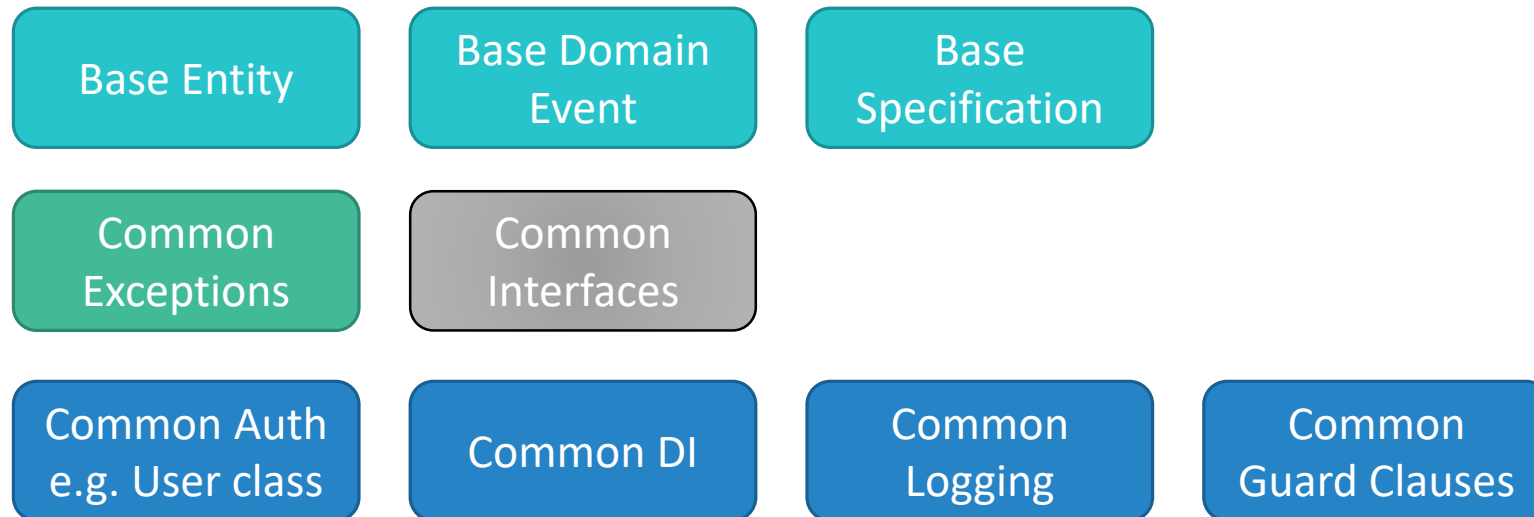 Base Entity
Base Domain
Event
Base
Specification
Common
Exceptions
Common
Interfaces
Common Auth
e.g. User class
Common DI
Common
Logging
Common
Guard Clauses